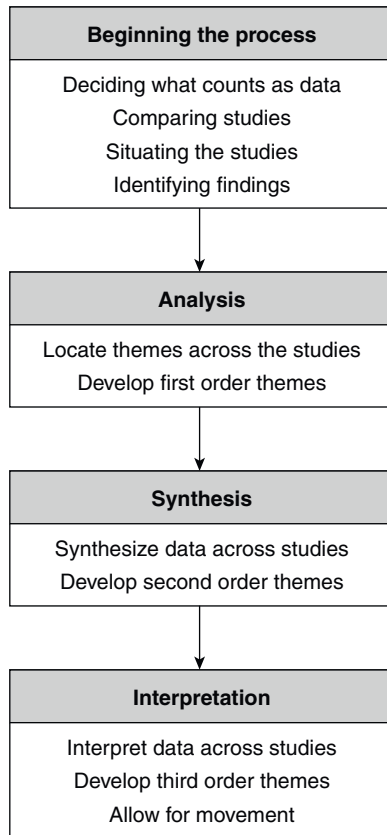 Beginning the process
Deciding what counts as data
Comparing studies
Situating the studies
Identifying findings
Analysis
Locate themes across the studies
Develop first order themes
Synthesis
Synthesize data across studies
Develop second order themes
Interpretation
Interpret data across studies
Develop third order themes
Allow for movement